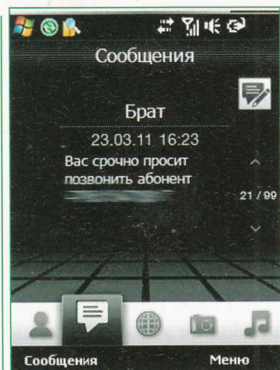 Сообщения
Брат
23.03.11 16:23
Вас срочно просит
позвонить абонент
21 / 99
Сообщения
Меню